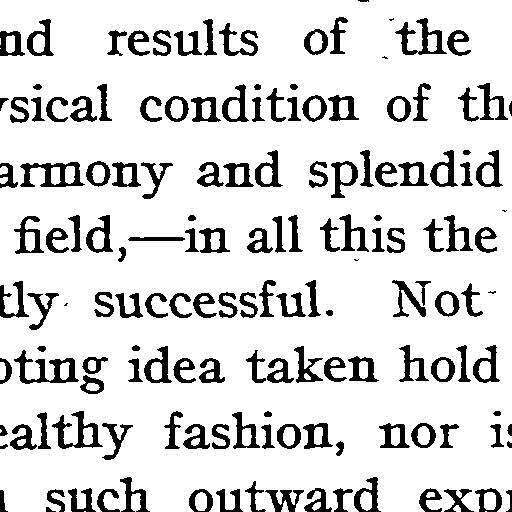 nd results of the
ysical condition of the
armony and splendid
field,—in all this the
tly successful. Not
oting idea taken hold
ealthy fashion, nor is
such outward expr